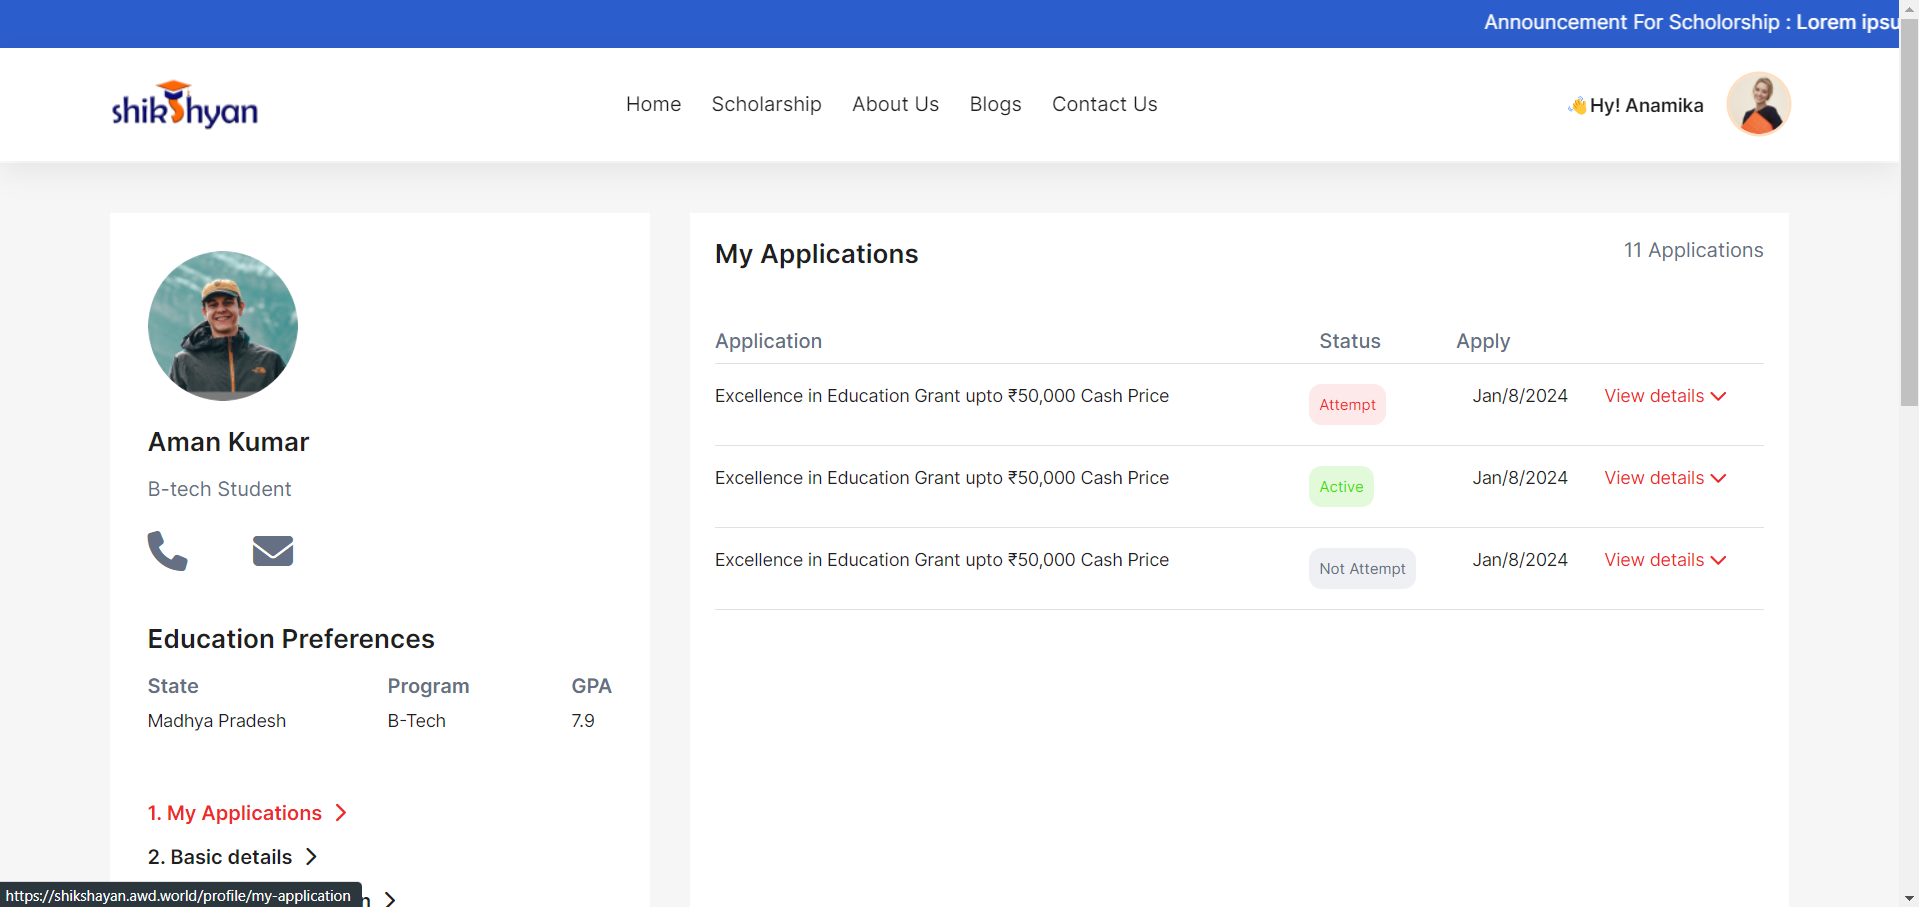 Announcement For Scholorship : Lorem ipsu
shikshyan
Home Scholarship About Us Blogs Contact Us
👋Hy! Anamika
My Applications
11 Applications
Application Status Apply
Excellence in Education Grant upto ₹50,000 Cash Price Attempt Jan/8/2024 View details
Excellence in Education Grant upto ₹50,000 Cash Price Active Jan/8/2024 View details
Excellence in Education Grant upto ₹50,000 Cash Price Not Attempt Jan/8/2024 View details
Aman Kumar
B-tech Student
Education Preferences
State Program GPA
Madhya Pradesh B-Tech 7.9
1. My Applications
2. Basic details
https://shikshayan.awd.world/profile/my-application